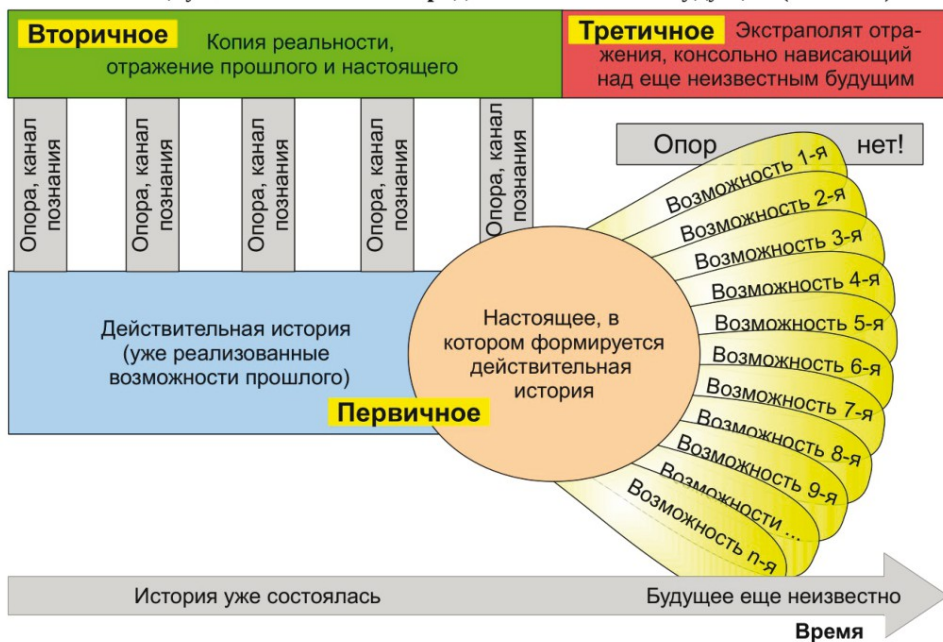 Вторичное
Копия реальности,
отражение прошлого и настоящего
Третичное
Экстраполят отра-
жения, консольно нависающий
над еще неизвестным будущим
Опора, канал
познания
Опора, канал
познания
Опора, канал
познания
Опора, канал
познания
Опора, канал
познания
Опор нет!
Возможность 1-я
Возможность 2-я
Возможность 3-я
Возможность 4-я
Возможность 5-я
Возможность 6-я
Возможность 7-я
Возможность 8-я
Возможность 9-я
Возможности ...
Возможность n-я
Действительная история
(уже реализованные
возможности прошлого)
Настоящее, в
котором формируется
действительная
история
Первичное
История уже состоялась
Будущее еще неизвестно
Время